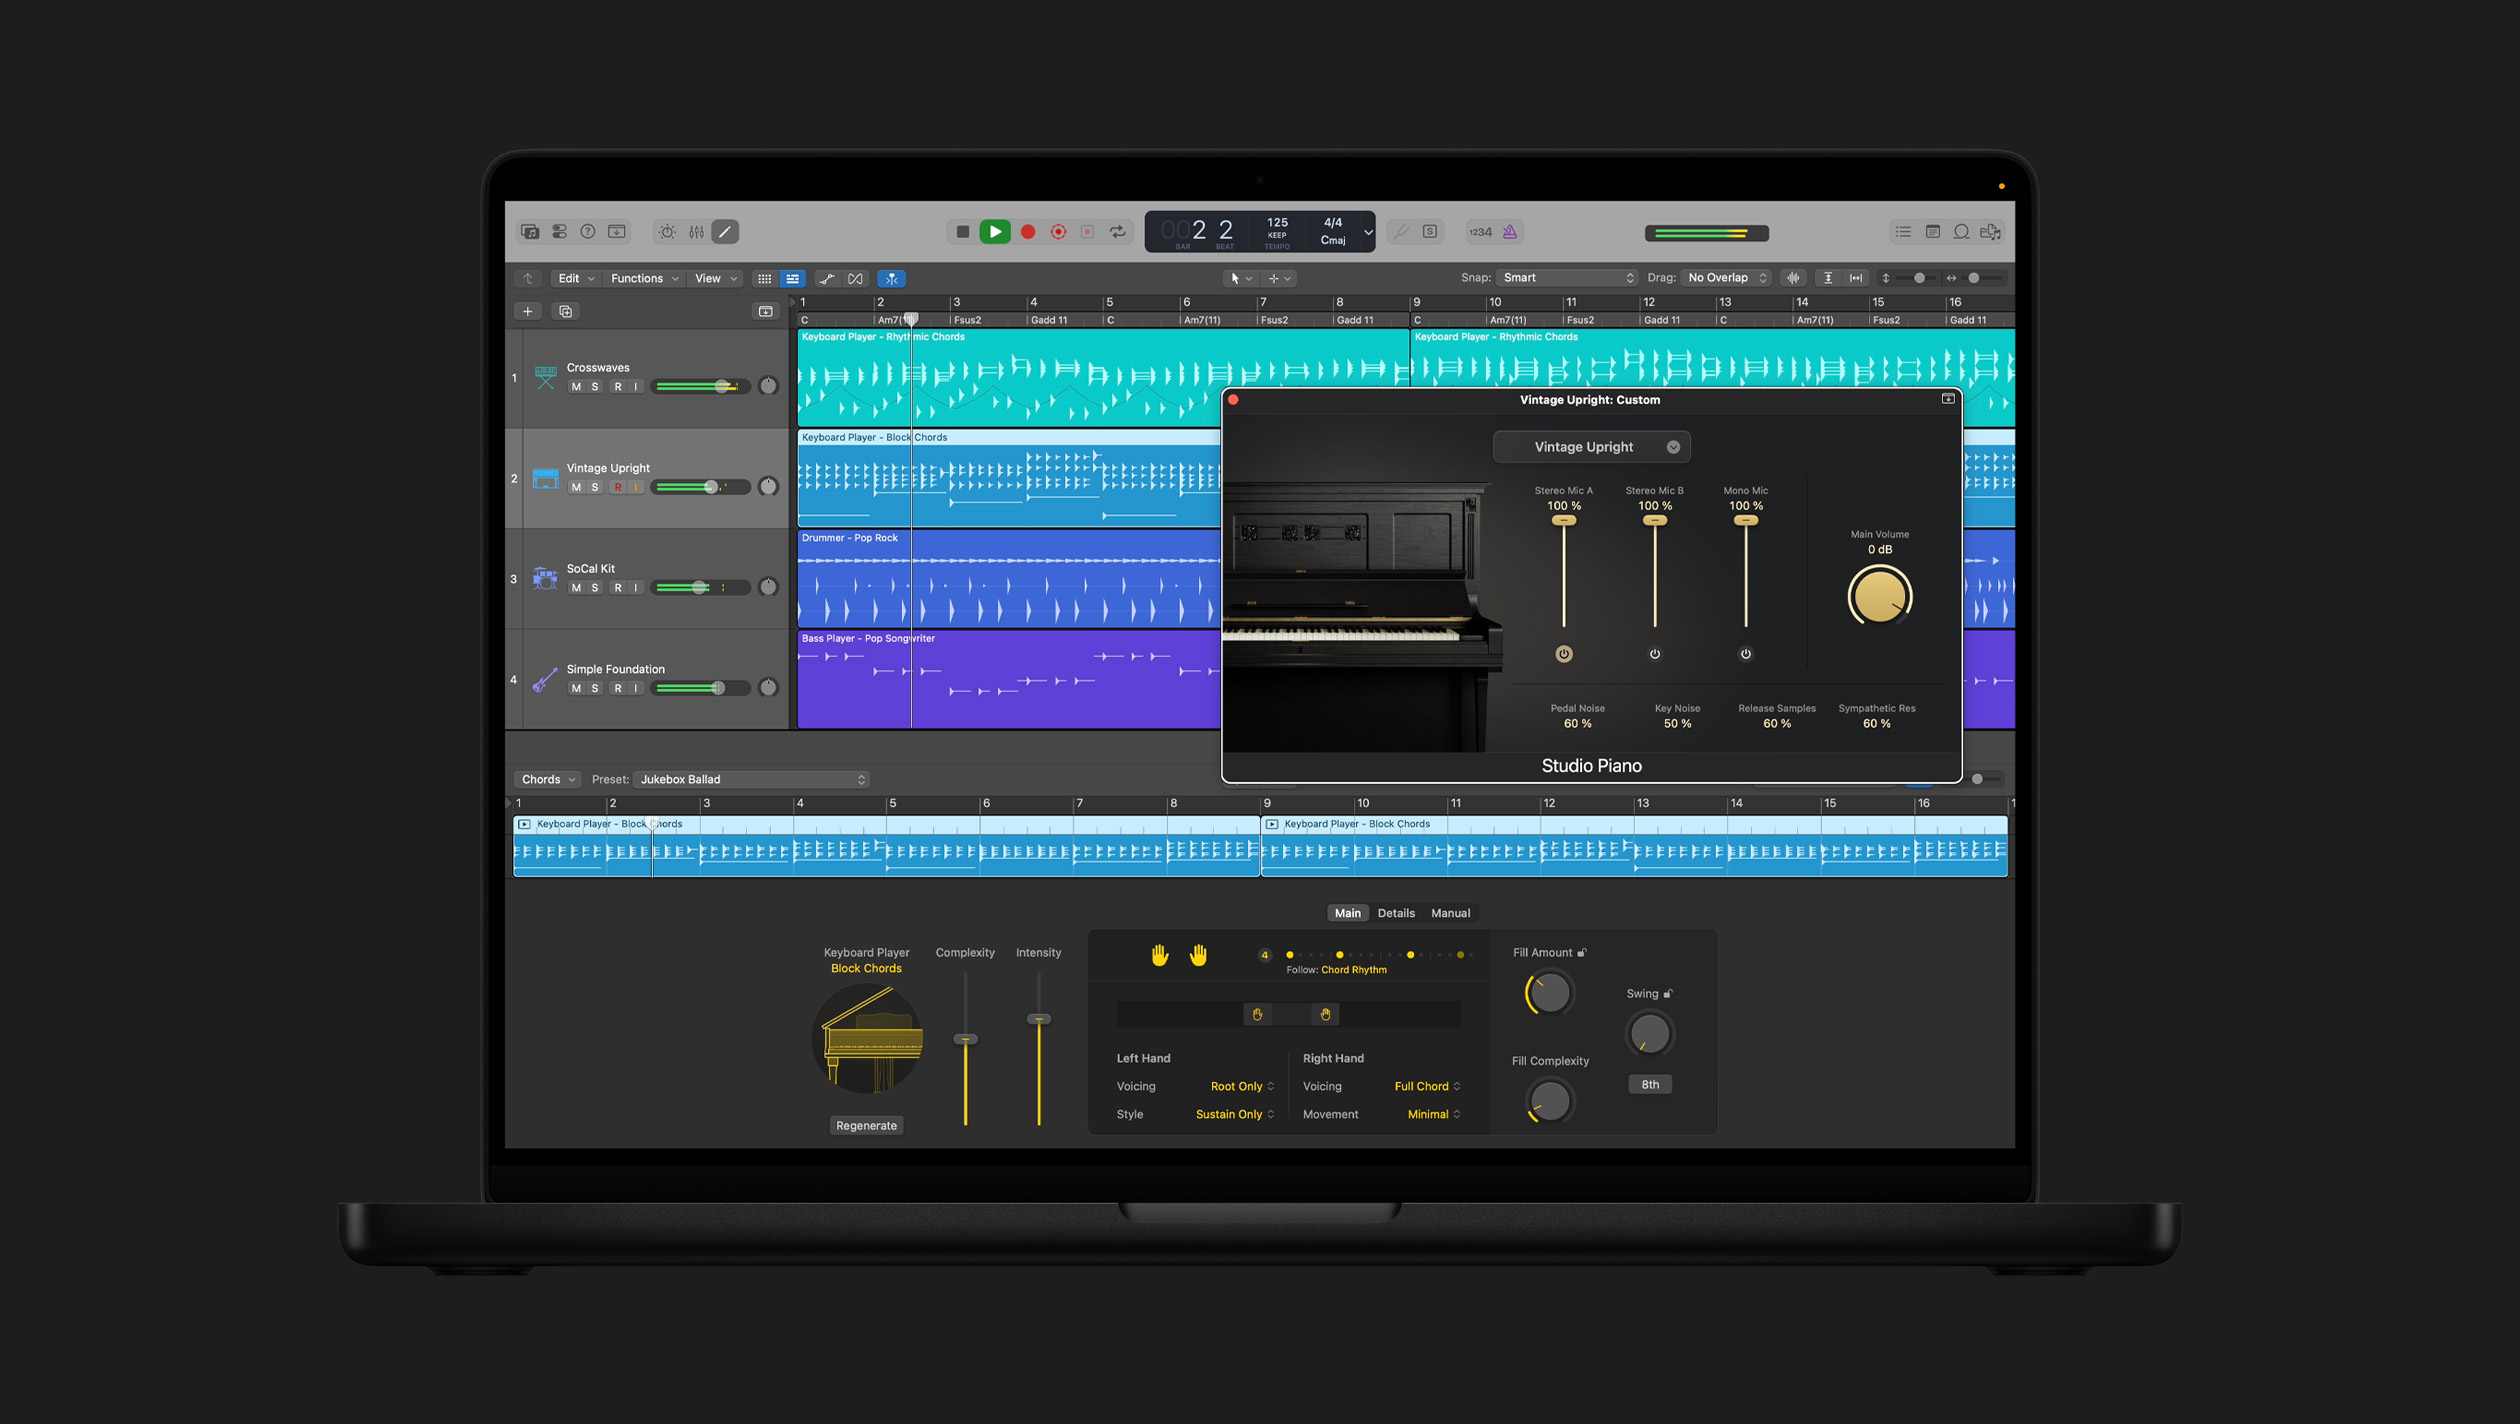 002 2
BAR BEAT
125
KEEP
TEMPO
4/4
Cmaj
S
1234
Edit Functions View
Snap: Smart Drag: No Overlap
1 2 3 4 5 6 7 8 9 10 11 12 13 14 15 16
C Am7(11) Fsus2 Gadd 11 C Am7(11) Fsus2 Gadd 11 C Am7(11) Fsus2 Gadd 11 C Am7(11) Fsus2 Gadd 11
Keyboard Player - Rhythmic Chords
Keyboard Player - Rhythmic Chords
1
Crosswaves
M S R I
Keyboard Player - Block Chords
2
Vintage Upright
M S R I
Drummer - Pop Rock
3
SoCal Kit
M S R I
Bass Player - Pop Songwriter
4
Simple Foundation
M S R I
Vintage Upright: Custom
Vintage Upright
Stereo Mic A Stereo Mic B Mono Mic
100 % 100 % 100 %
Main Volume
0 dB
Pedal Noise Key Noise Release Samples Sympathetic Res
60 % 50 % 60 % 60 %
Studio Piano
Chords Preset: Jukebox Ballad
1 2 3 4 5 6 7 8 9 10 11 12 13 14 15 16
Keyboard Player - Block Chords
Keyboard Player - Block Chords
Main Details Manual
Keyboard Player
Block Chords
Regenerate
Complexity
Intensity
4
Follow: Chord Rhythm
Left Hand
Voicing Root Only
Style Sustain Only
Right Hand
Voicing Full Chord
Movement Minimal
Fill Amount
Fill Complexity
Swing
8th